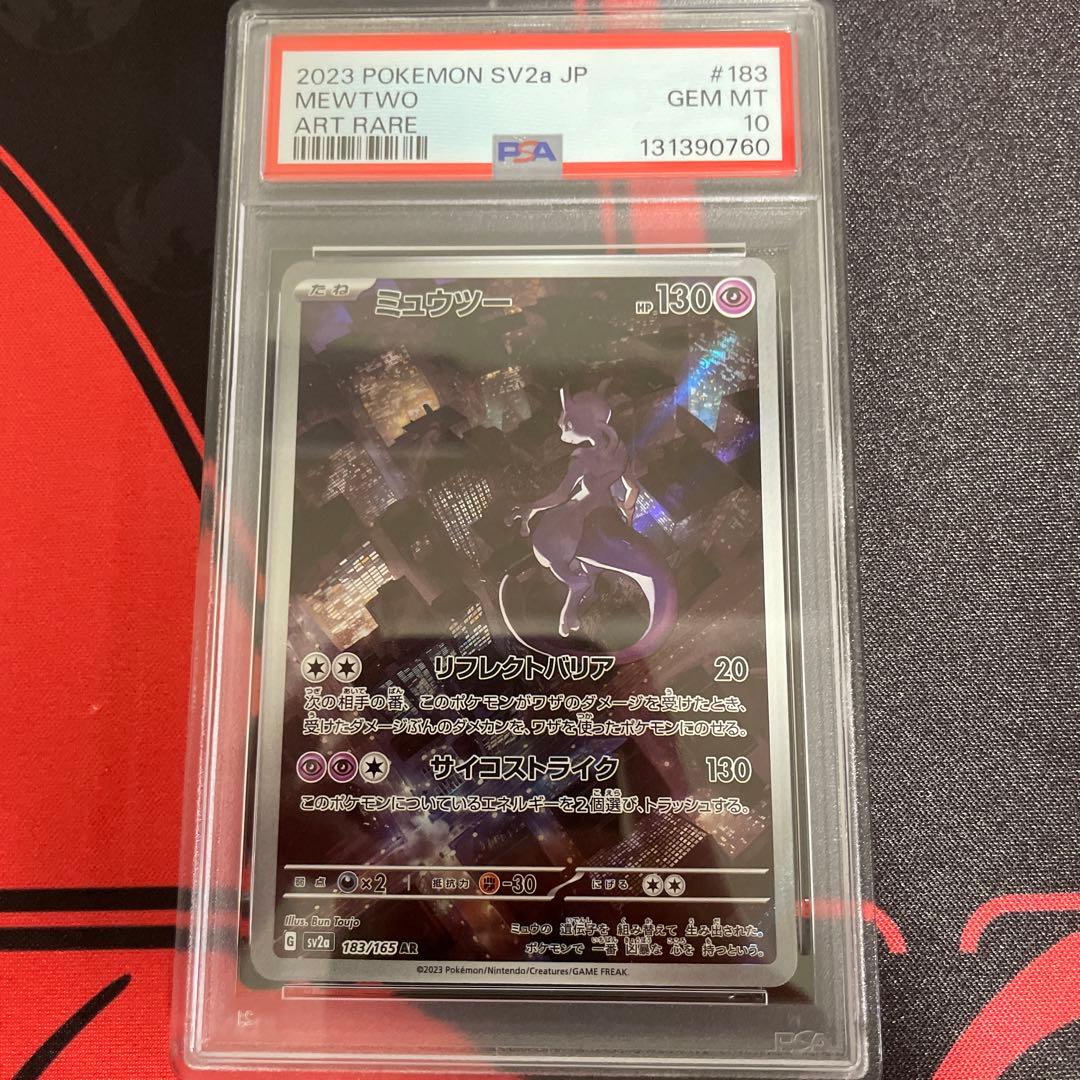 2023 POKEMON SV2a JP #183
MEWTWO GEM MT
ART RARE 10
PSA 131390760
たね ミュウツー HP 130
リフレクトバリア 20
次の相手の番、このポケモンがワザのダメージを受けたとき、
受けたダメージぶんのダメカンを、ワザを使ったポケモンにのせる。
サイコストライク 130
このポケモンについているエネルギーを2個選び、トラッシュする。
弱点 ×2 抵抗力 -30 にげる
Illus. Bun Toujo
G sv2a 183/165 AR
ミュウの 遺伝子を 組み替えて 生み出された。
ポケモンで 一番 凶暴な 心を 持つという。
©2023 Pokémon/Nintendo/Creatures/GAME FREAK.
PSA